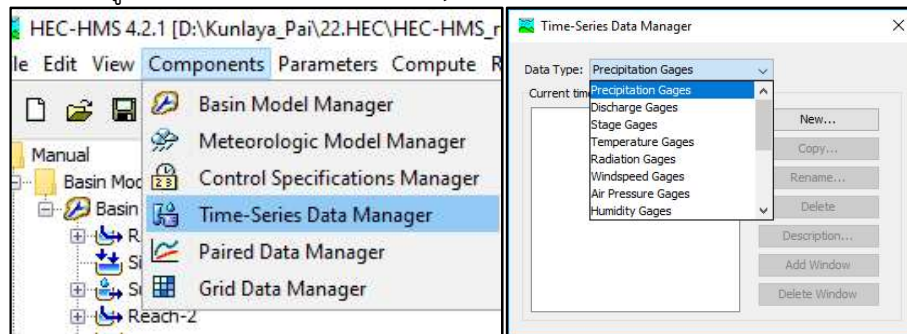 HEC-HMS 4.2.1 [D:\Kunlaya_Pai\22.HEC\HEC-HMS_r
le Edit View Components Parameters Compute R
Basin Model Manager
Meteorologic Model Manager
Control Specifications Manager
Time-Series Data Manager
Paired Data Manager
Grid Data Manager
Manual
Basin Mod
Basin
R
Si
Su
Reach-2
Time-Series Data Manager
Data Type: Precipitation Gages
Current tim
Precipitation Gages
Discharge Gages
Stage Gages
Temperature Gages
Radiation Gages
Windspeed Gages
Air Pressure Gages
Humidity Gages
New...
Copy...
Rename...
Delete
Description...
Add Window
Delete Window